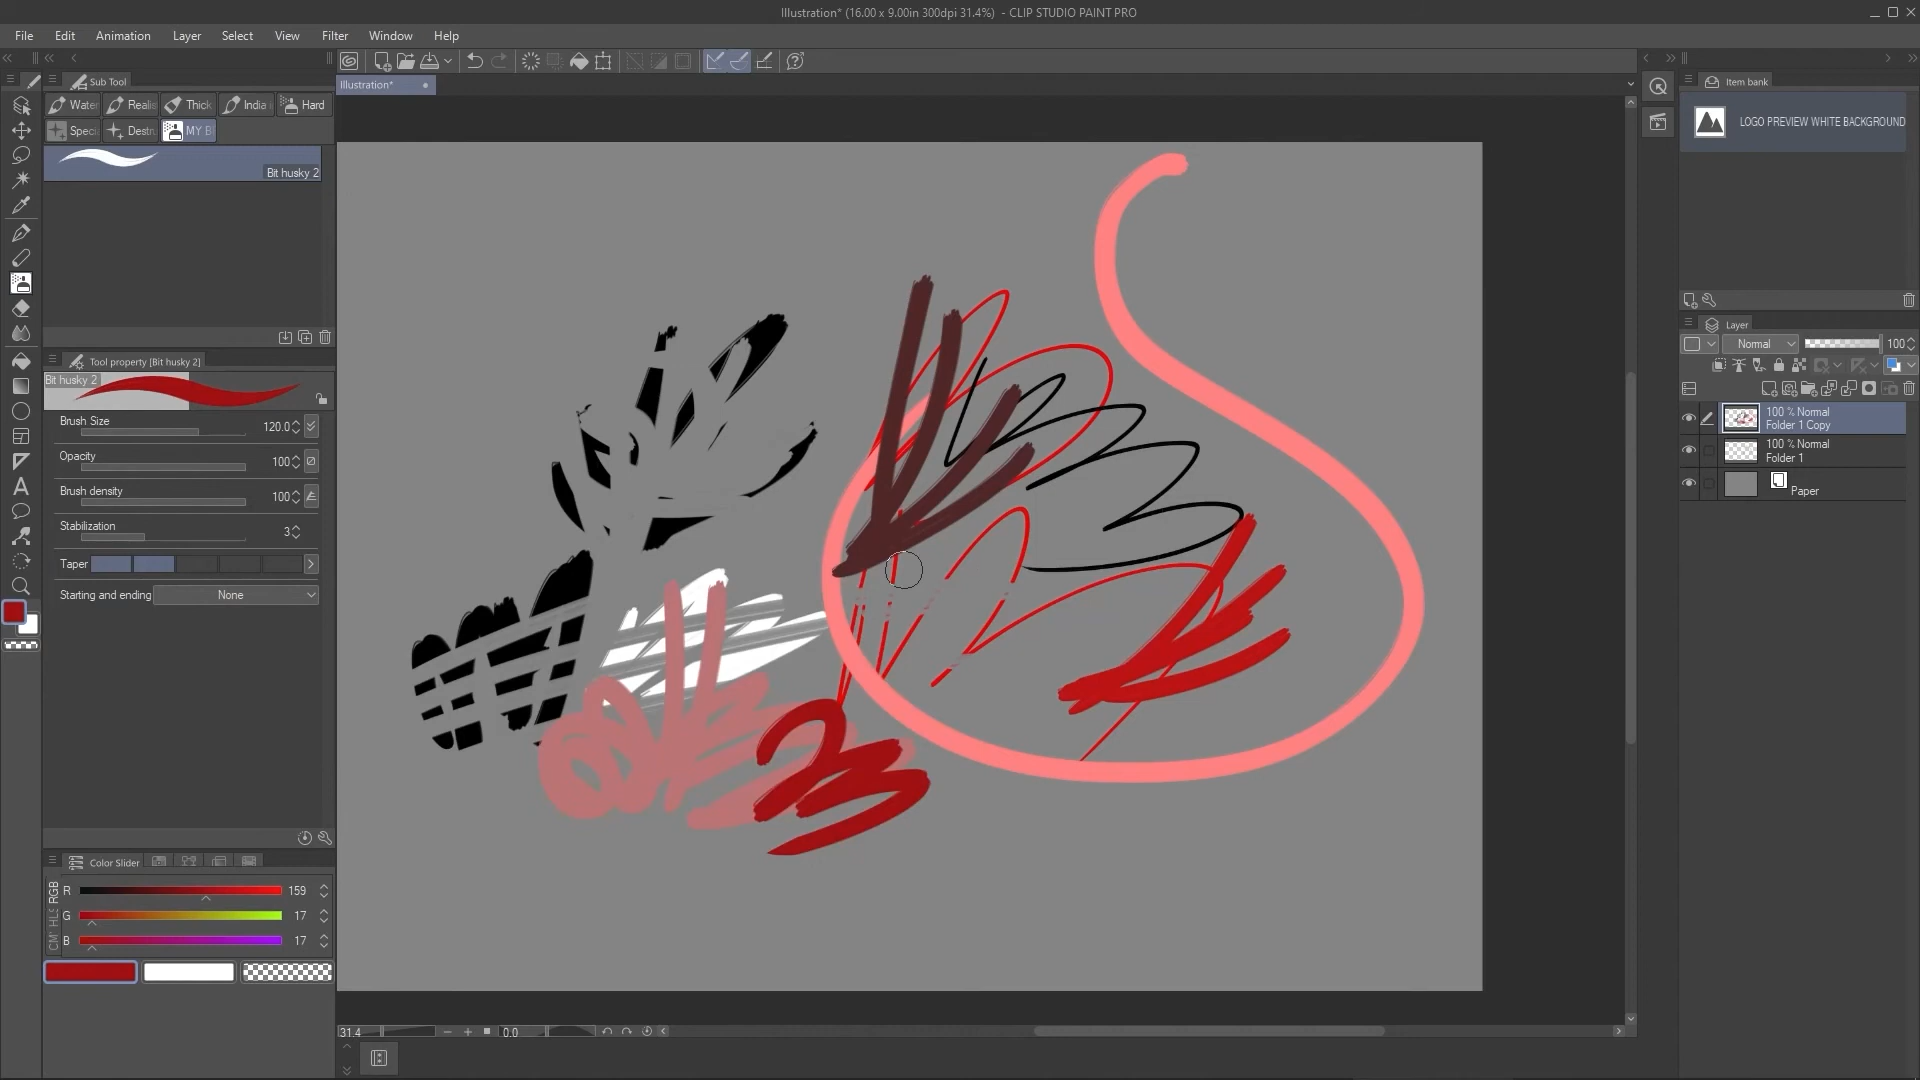 Illustration* (16.00 x 9.00in 300dpi 31.4%) - CLIP STUDIO PAINT PRO
File Edit Animation Layer Select View Filter Window Help
Sub Tool
Illustration*
Item bank
Water Realis Thick India i Hard
Speci Destru MY B
LOGO PREVIEW WHITE BACKGROUND
Bit husky 2
Layer
Normal 100
Tool property [Bit husky 2]
Bit husky 2
Brush Size 120.0
Opacity 100
Brush density 100
Stabilization 3
Taper
Starting and ending None
100 % Normal
Folder 1 Copy
100 % Normal
Folder 1
Paper
Color Slider
RGB
HLS
CM
R 159
G 17
B 17
31.4
0.0